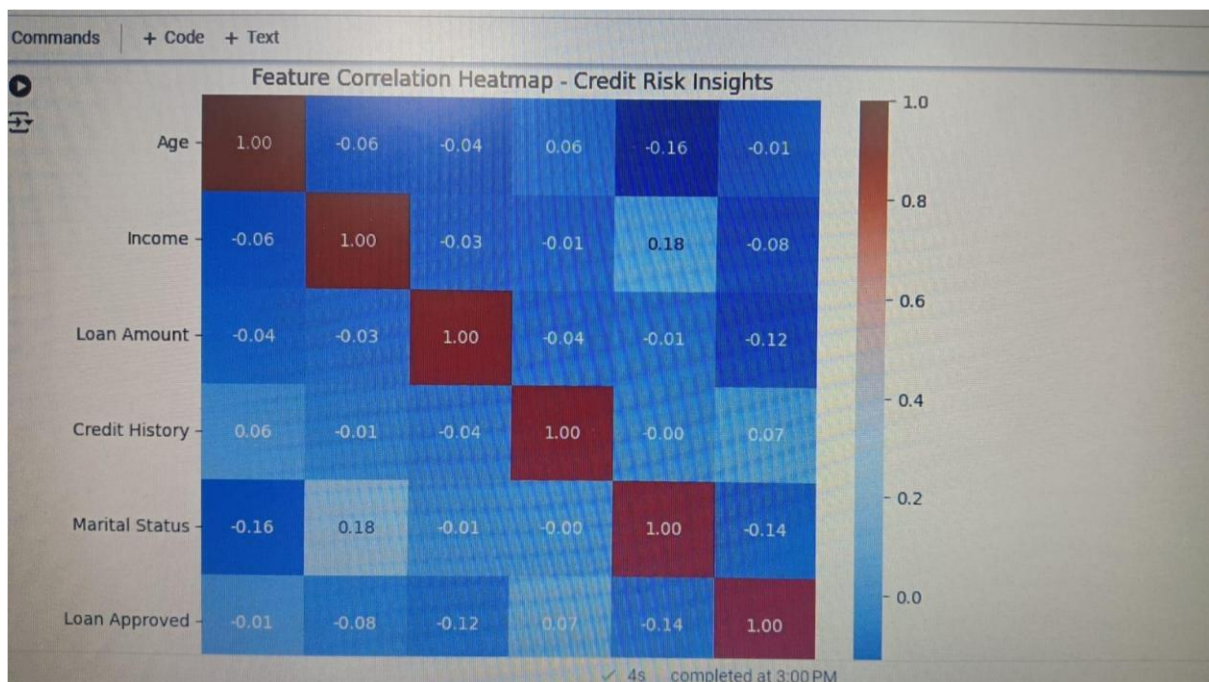 Commands + Code + Text
Feature Correlation Heatmap - Credit Risk Insights
Age 1.00 -0.06 -0.04 0.06 -0.16 -0.01
Income -0.06 1.00 -0.03 -0.01 0.18 -0.08
Loan Amount -0.04 -0.03 1.00 -0.04 -0.01 -0.12
Credit History 0.06 -0.01 -0.04 1.00 -0.00 0.07
Marital Status -0.16 0.18 -0.01 -0.00 1.00 -0.14
Loan Approved -0.01 -0.08 -0.12 0.07 -0.14 1.00
1.0
0.8
0.6
0.4
0.2
0.0
✓ 4s completed at 3:00 PM